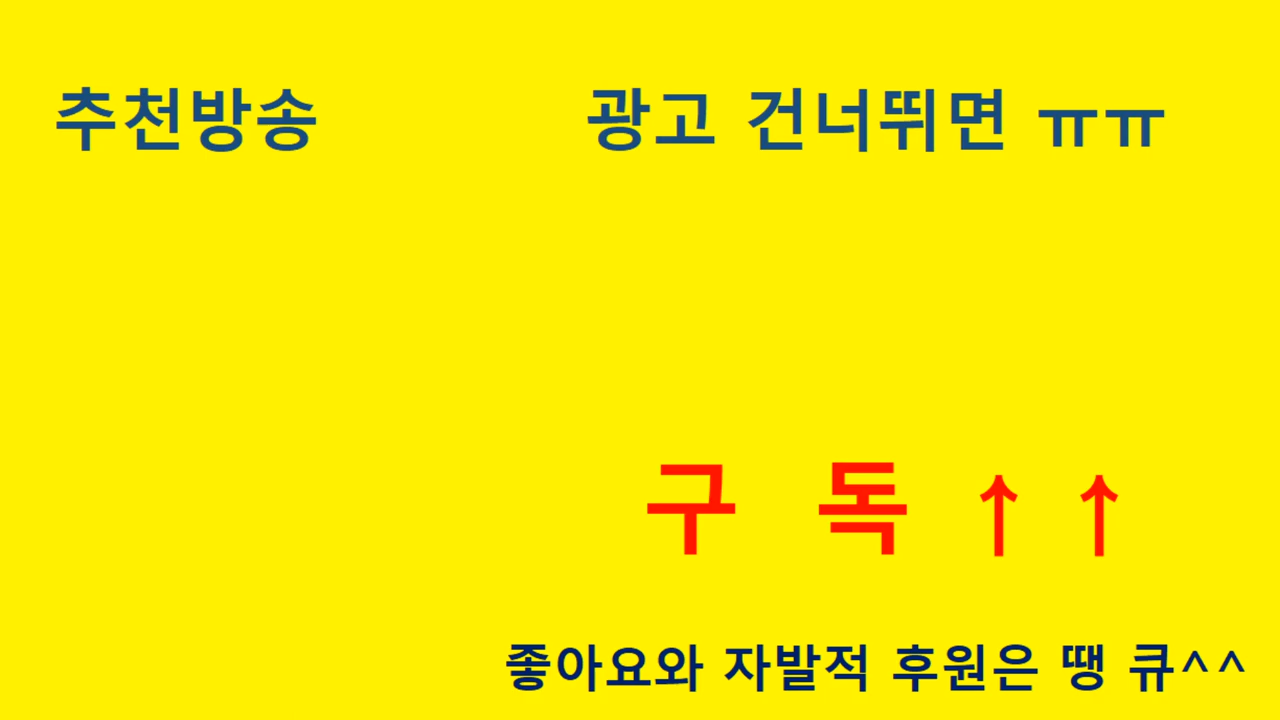 추천방송
광고 건너뛰면 ㅠㅠ
구 독 ↑ ↑
좋아요와 자발적 후원은 땡 큐^^